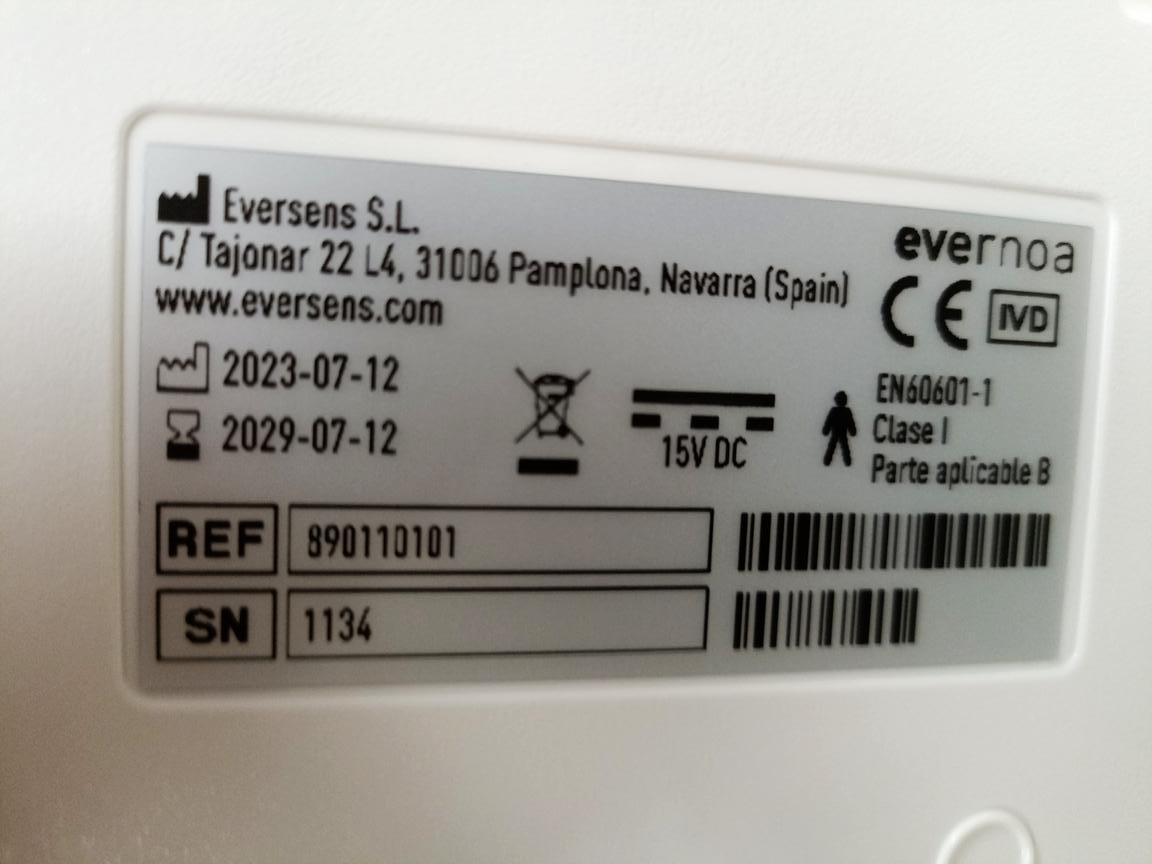 Eversens S.L.
C/ Tajonar 22 L4, 31006 Pamplona, Navarra (Spain)
www.eversens.com
evernoa
CE IVD
2023-07-12
2029-07-12
15V DC
EN60601-1
Clase I
Parte aplicable B
REF 890110101
SN 1134